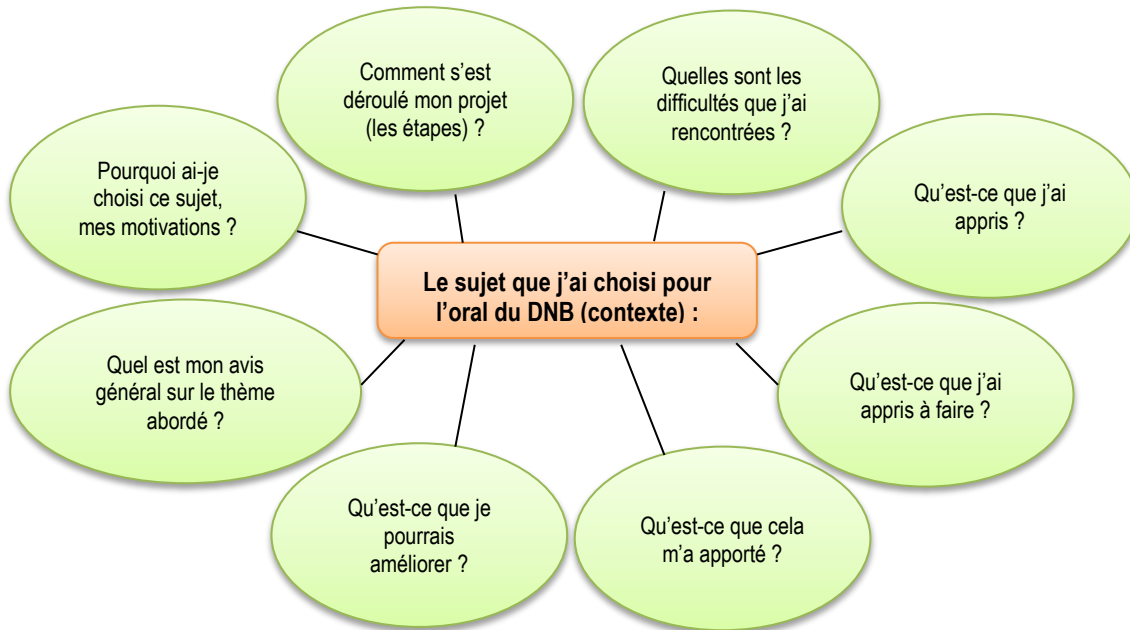 Comment s’est
déroulé mon projet
(les étapes) ?
Quelles sont les
difficultés que j’ai
rencontrées ?
Pourquoi ai-je
choisi ce sujet,
mes motivations ?
Qu’est-ce que j’ai
appris ?
Le sujet que j’ai choisi pour
l’oral du DNB (contexte) :
Quel est mon avis
général sur le thème
abordé ?
Qu’est-ce que j’ai
appris à faire ?
Qu’est-ce que je
pourrais
améliorer ?
Qu’est-ce que cela
m’a apporté ?